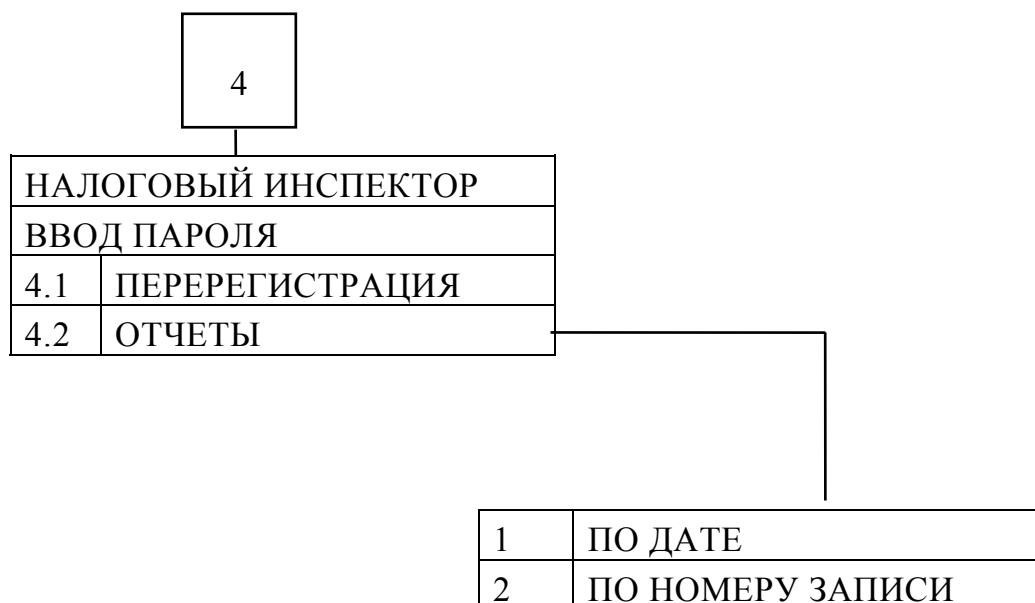 4
НАЛОГОВЫЙ ИНСПЕКТОР
ВВОД ПАРОЛЯ
4.1 ПЕРЕРЕГИСТРАЦИЯ
4.2 ОТЧЕТЫ
1 ПО ДАТЕ
2 ПО НОМЕРУ ЗАПИСИ